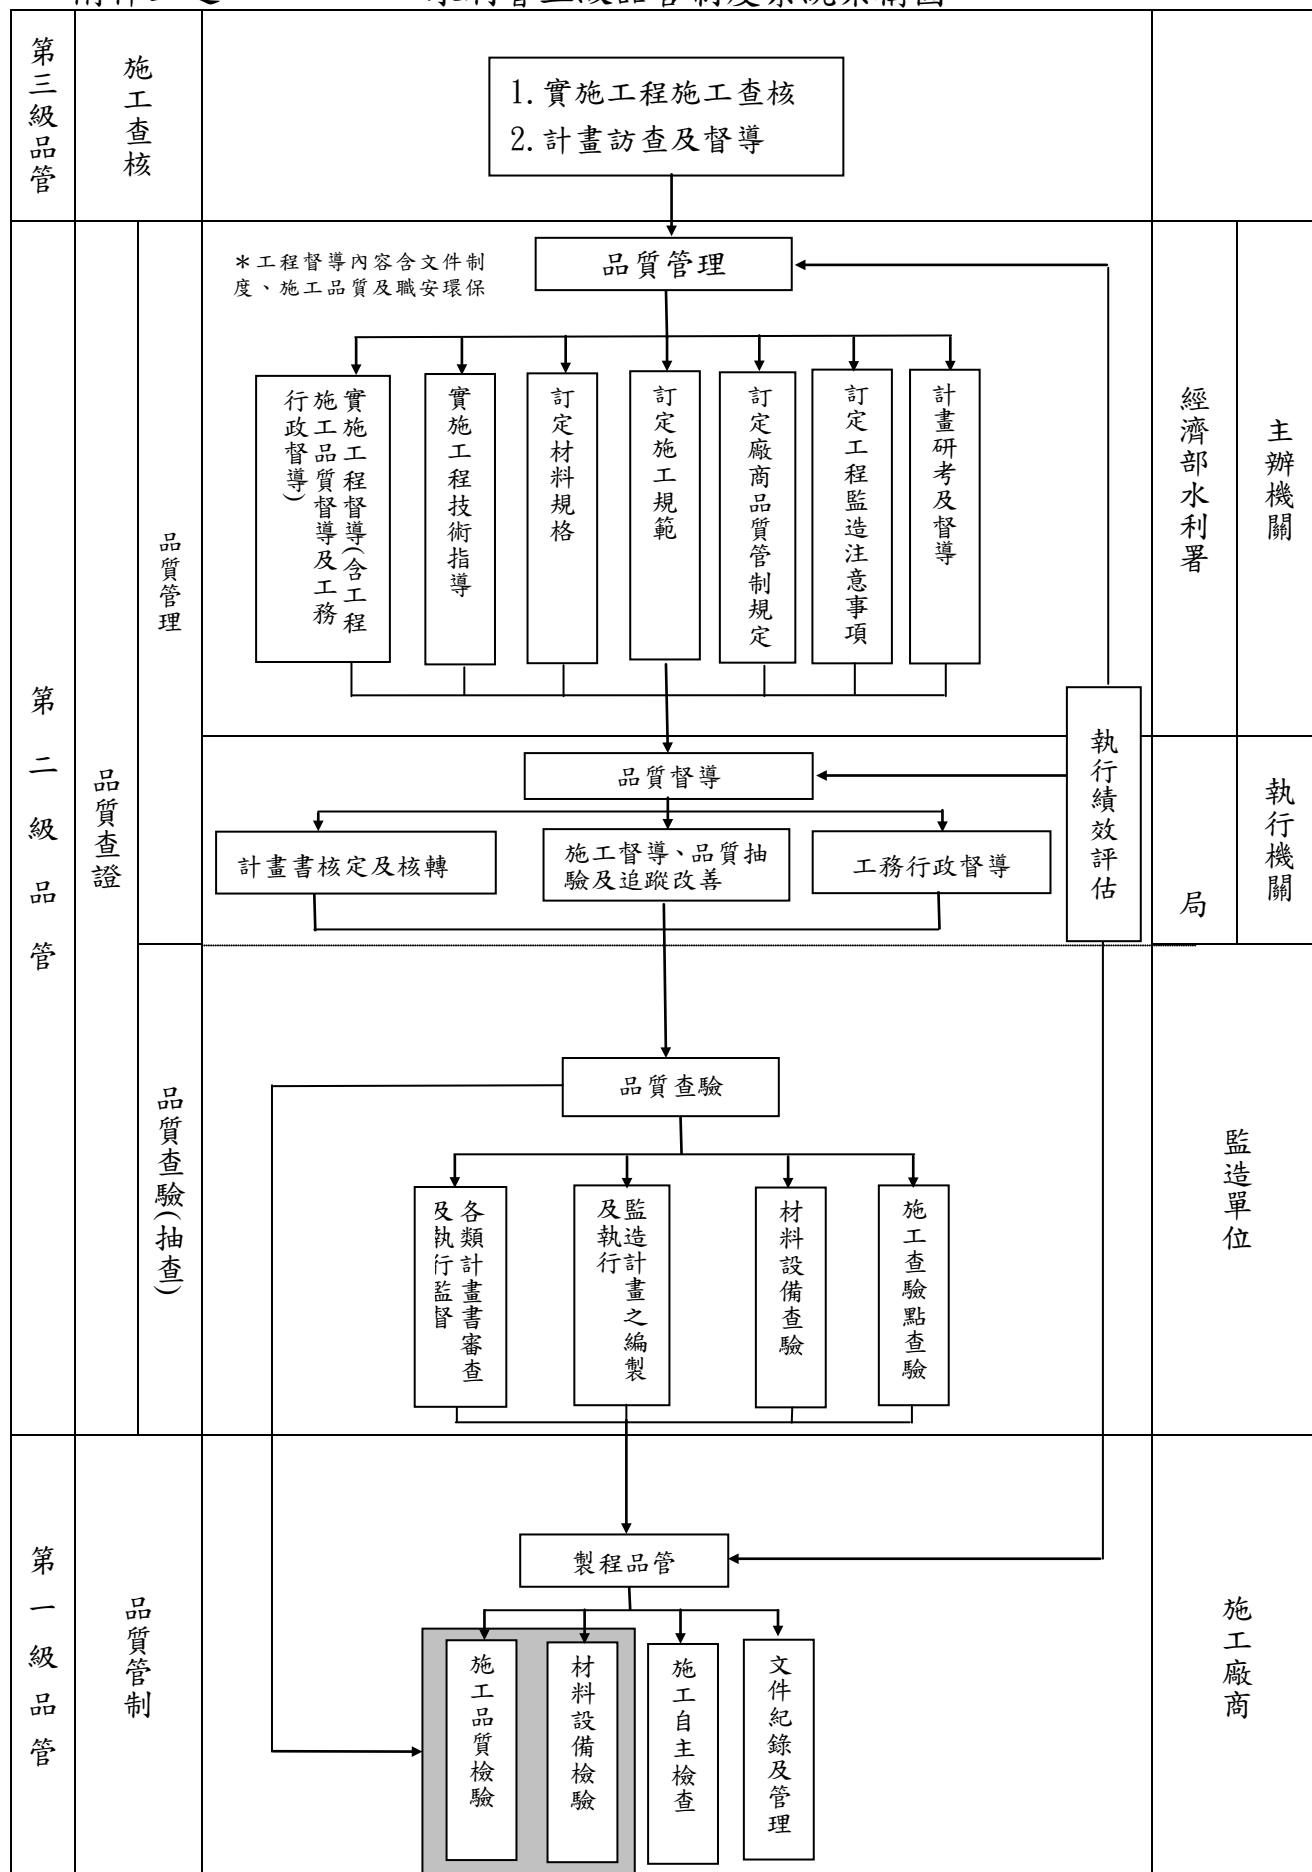 第三級品管
施工查核
1. 實施工程施工查核
2. 計畫訪查及督導
第二級品管
品質查證
品質管理
＊工程督導內容含文件制
度、施工品質及職安環保
品質管理
實施工程督導(含工程
施工品質督導及工務
行政督導)
實施工程技術指導
訂定材料規格
訂定施工規範
訂定廠商品質管制規定
訂定工程監造注意事項
計畫研考及督導
經濟部水利署
主辦機關
執行績效評估
品質督導
計畫書核定及核轉
施工督導、品質抽
驗及追蹤改善
工務行政督導
局
執行機關
品質查驗(抽查)
品質查驗
各類計畫書審查
及執行監督
監造計畫之編製
及執行
材料設備查驗
施工查驗點查驗
監造單位
第一級品管
品質管制
製程品管
施工品質檢驗
材料設備檢驗
施工自主檢查
文件紀錄及管理
施工廠商